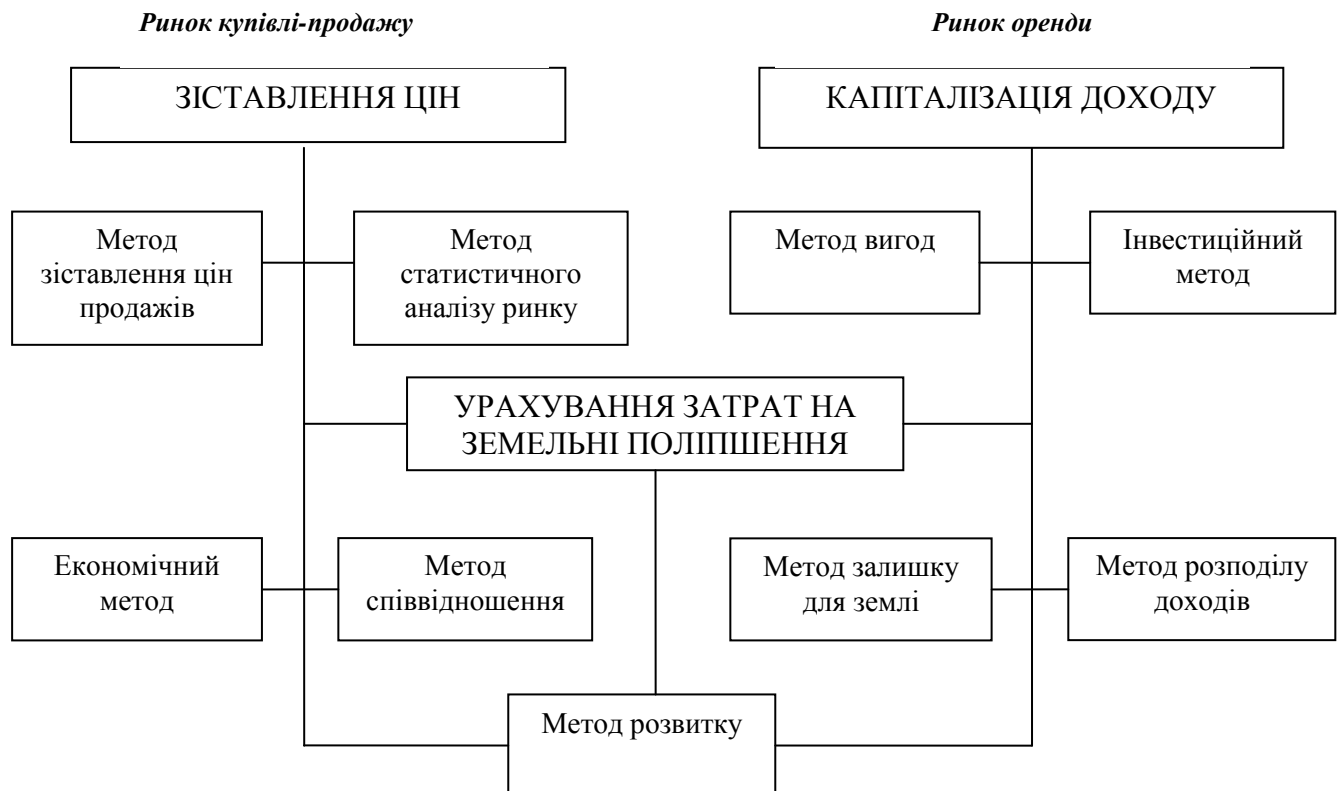 Ринок купівлі-продажу
Ринок оренди
ЗІСТАВЛЕННЯ ЦІН
КАПІТАЛІЗАЦІЯ ДОХОДУ
Метод
зіставлення цін
продажів
Метод
статистичного
аналізу ринку
Метод вигод
Інвестиційний
метод
УРАХУВАННЯ ЗАТРАТ НА
ЗЕМЕЛЬНІ ПОЛІПШЕННЯ
Економічний
метод
Метод
співвідношення
Метод залишку
для землі
Метод розподілу
доходів
Метод розвитку